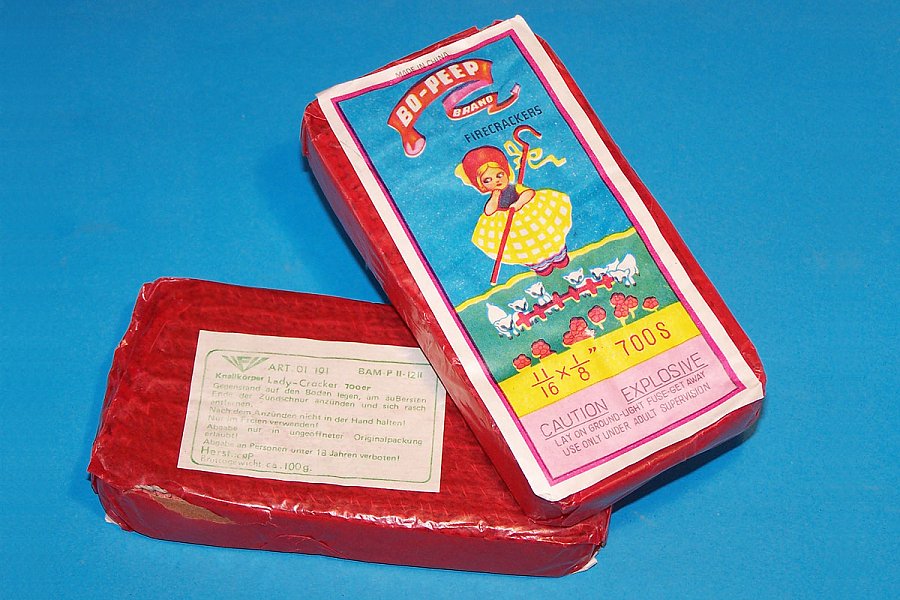 MADE IN CHINA
BO-PEEP
BRAND
FIRECRACKERS
11/16 x 1/8" 700S
CAUTION EXPLOSIVE
LAY ON GROUND-LIGHT FUSE-GET AWAY
USE ONLY UNDER ADULT SUPERVISION
ART. 01 101 BAM-P II-1211
Knallkörper Lady-Cracker 700er
Gegenstand auf den Boden legen, am äußersten
Ende der Zündschnur anzünden und sich rasch
entfernen.
Nach dem Anzünden nicht in der Hand halten!
Nur im Freien verwenden!
Abgabe nur in ungeöffneter Originalpackung
erlaubt!
Abgabe an Personen unter 18 Jahren verboten!
Herst.:
Bruttogewicht ca. 100 g.